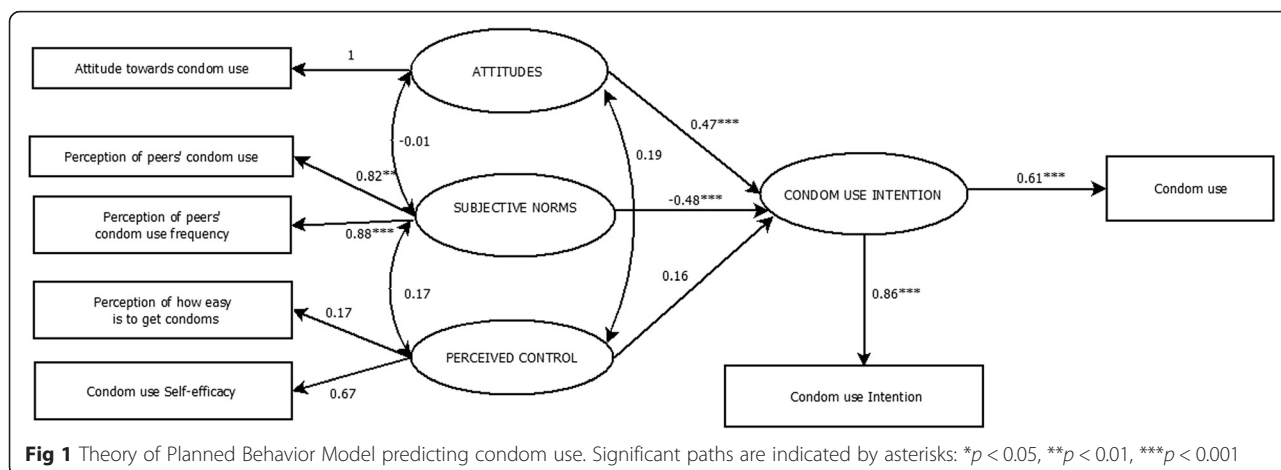 Attitude towards condom use
1
ATTITUDES
-0.01
0.47***
0.19
Perception of peers' condom use
0.82**
SUBJECTIVE NORMS
-0.48***
CONDOM USE INTENTION
0.61***
Condom use
Perception of peers'
condom use frequency
0.88***
0.17
0.16
0.86***
Perception of how easy
is to get condoms
0.17
PERCEIVED CONTROL
Condom use Self-efficacy
0.67
Condom use Intention
Fig 1 Theory of Planned Behavior Model predicting condom use. Significant paths are indicated by asterisks: *p < 0.05, **p < 0.01, ***p < 0.001